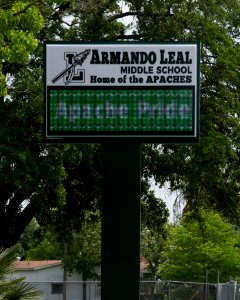 ARMANDO LEAL
MIDDLE SCHOOL
Home of the APACHES
L
Apache Pride